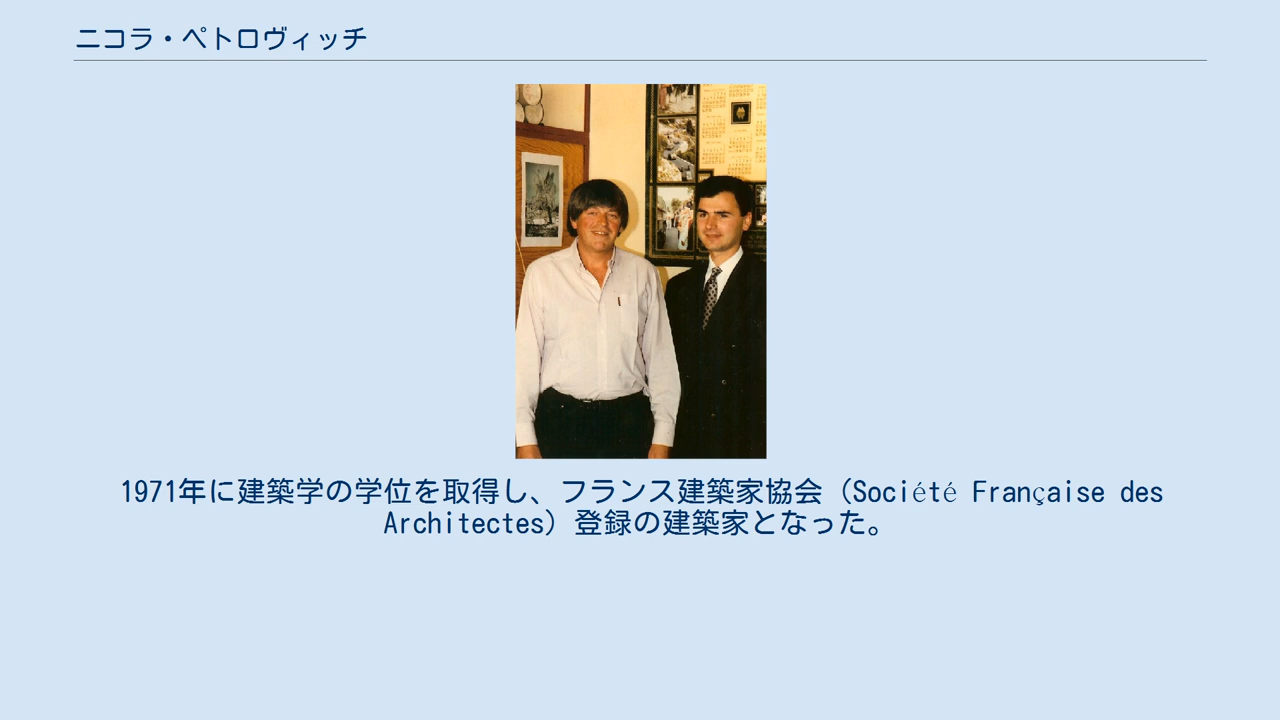 ニコラ・ペトロヴィッチ
1971年に建築学の学位を取得し、フランス建築家協会（Société Française des
Architectes）登録の建築家となった。